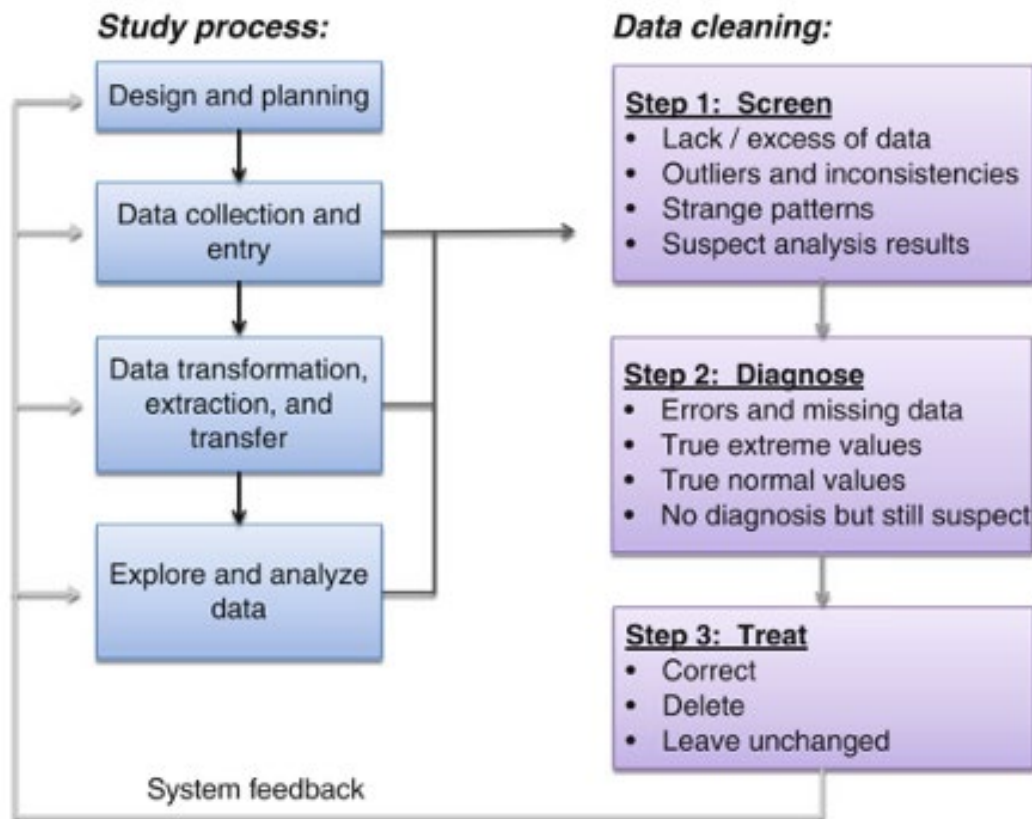 Study process:
Design and planning
Data collection and
entry
Data transformation,
extraction, and
transfer
Explore and analyze
data
System feedback
Data cleaning:
Step 1: Screen
• Lack / excess of data
• Outliers and inconsistencies
• Strange patterns
• Suspect analysis results
Step 2: Diagnose
• Errors and missing data
• True extreme values
• True normal values
• No diagnosis but still suspect
Step 3: Treat
• Correct
• Delete
• Leave unchanged